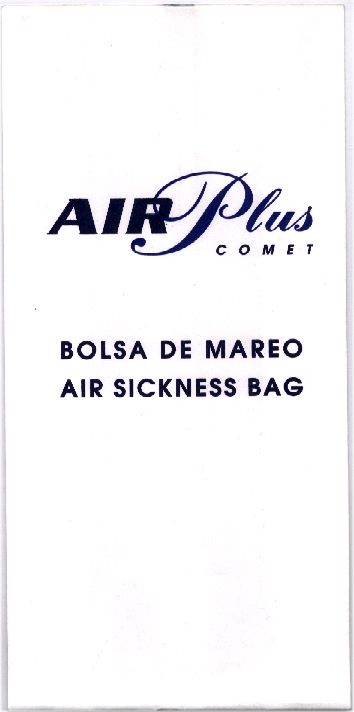 AIR Plus
COMET
BOLSA DE MAREO
AIR SICKNESS BAG